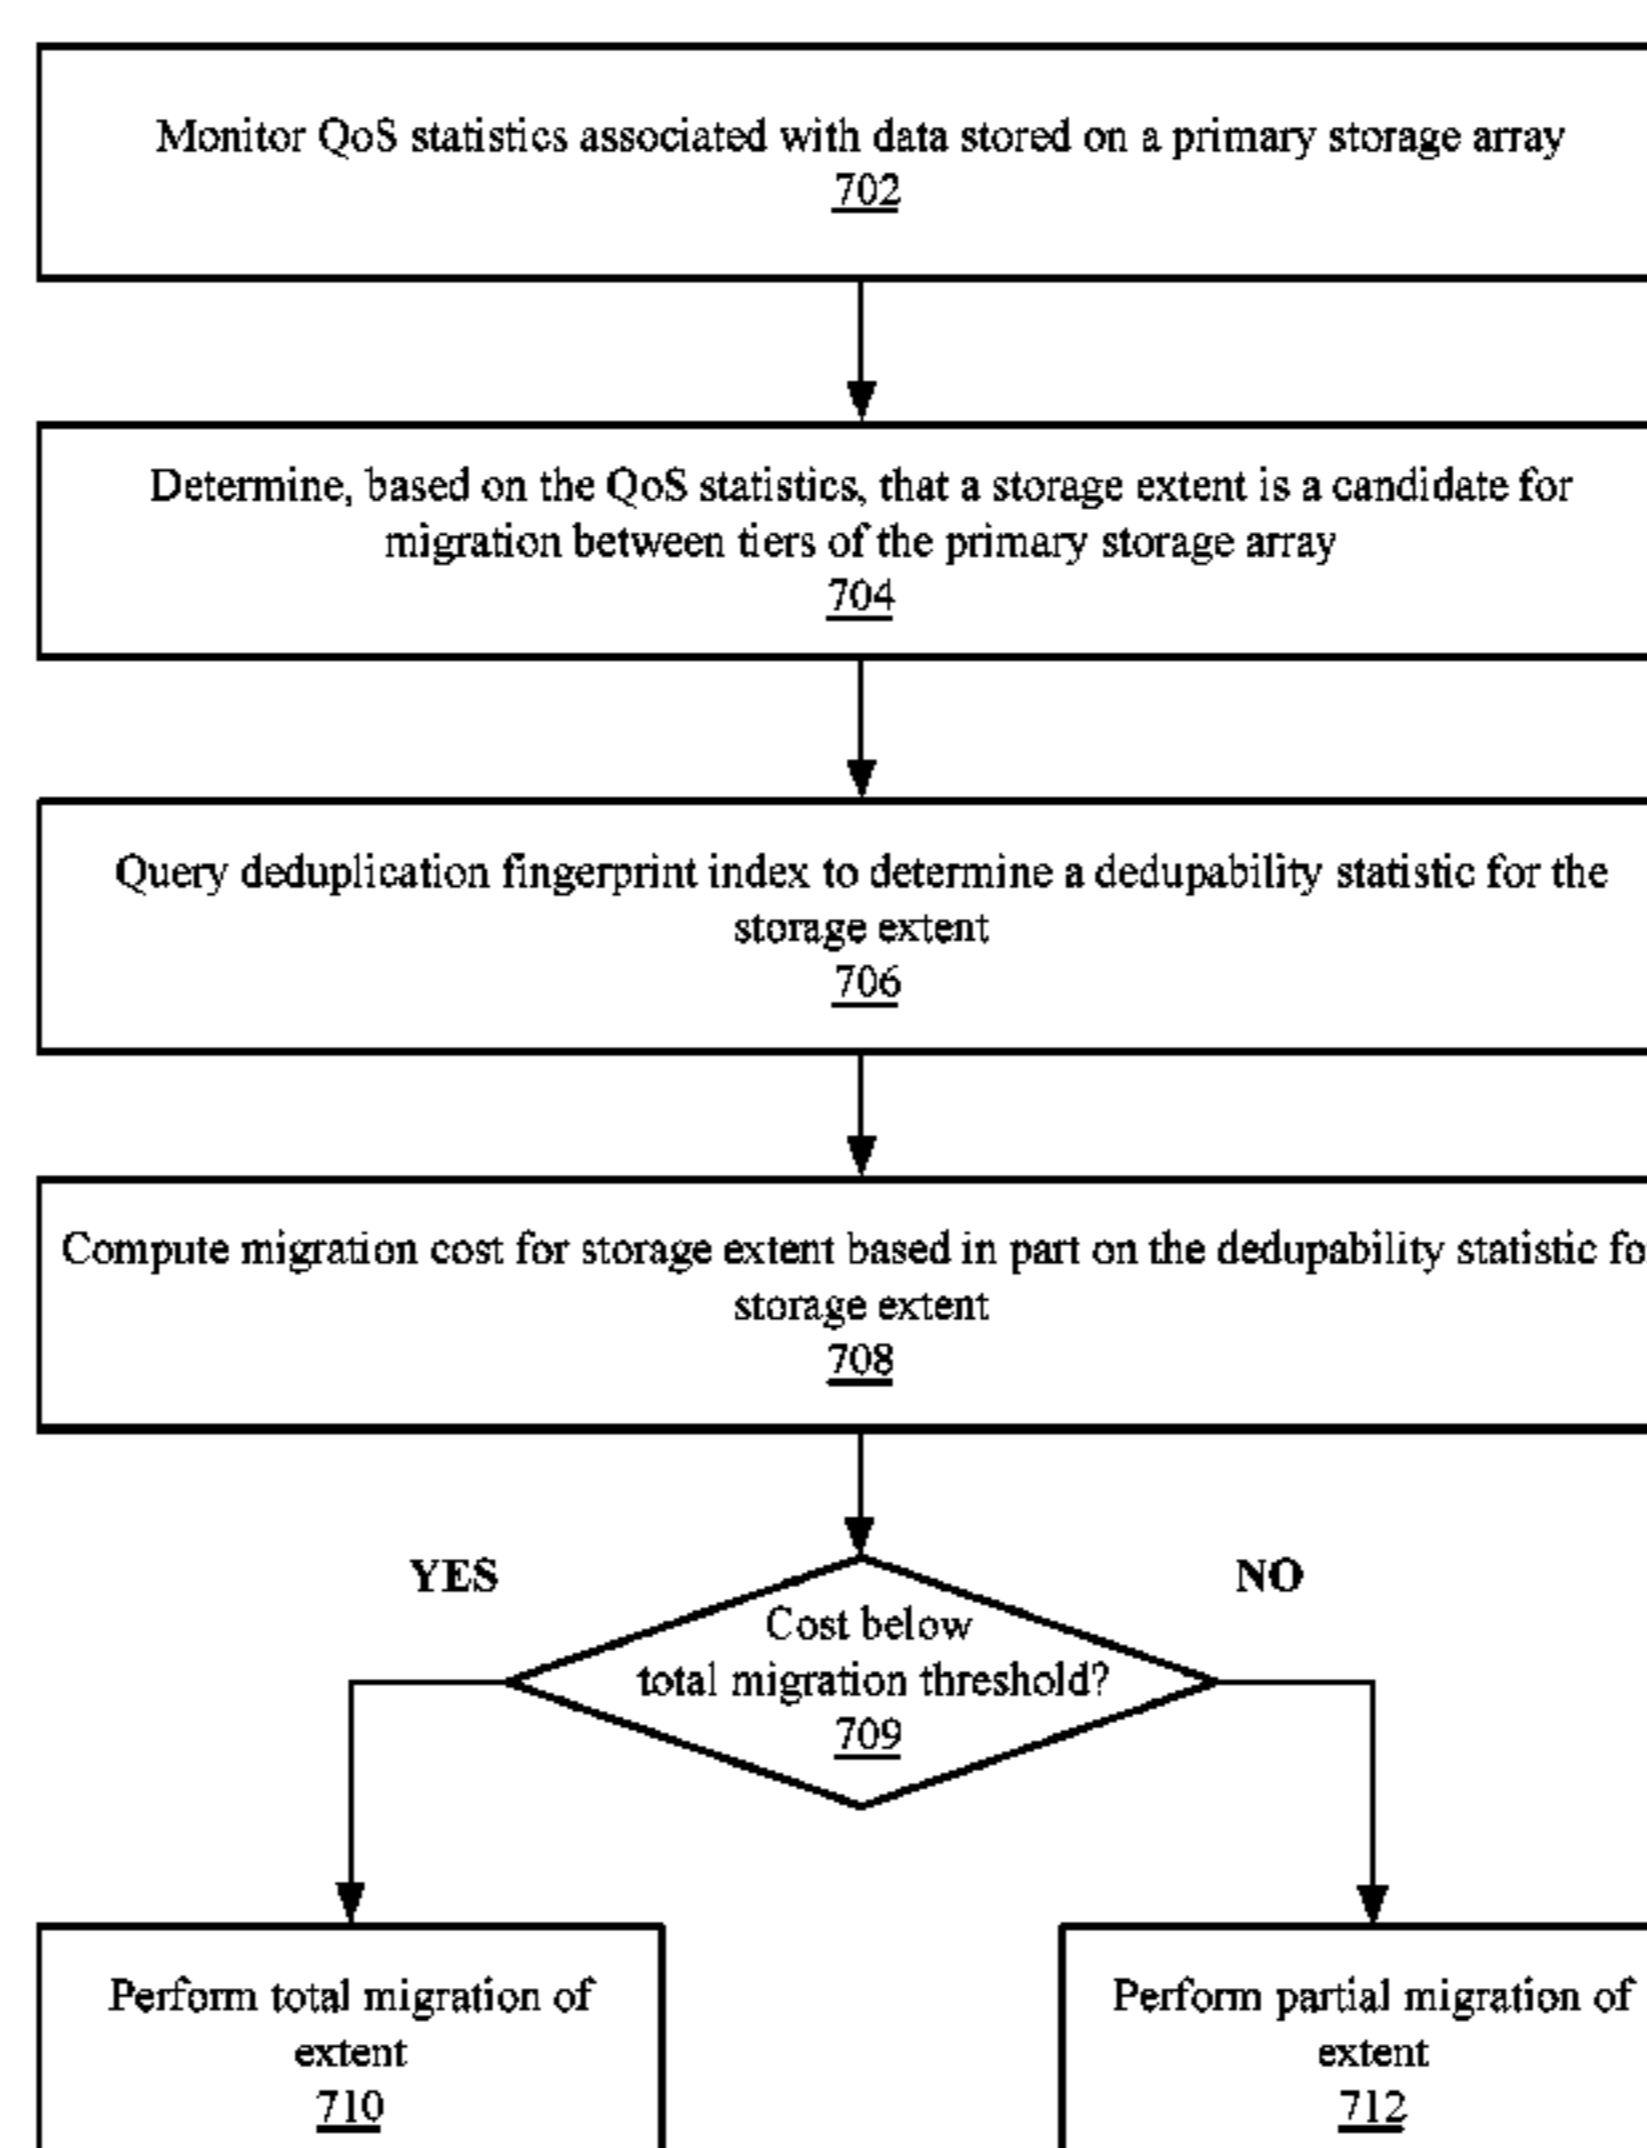 Monitor QoS statistics associated with data stored on a primary storage array
702
Determine, based on the QoS statistics, that a storage extent is a candidate for
migration between tiers of the primary storage array
704
Query deduplication fingerprint index to determine a dedupability statistic for the
storage extent
706
Compute migration cost for storage extent based in part on the dedupability statistic fo
storage extent
708
YES
NO
Cost below
total migration threshold?
709
Perform total migration of
extent
710
Perform partial migration of
extent
712